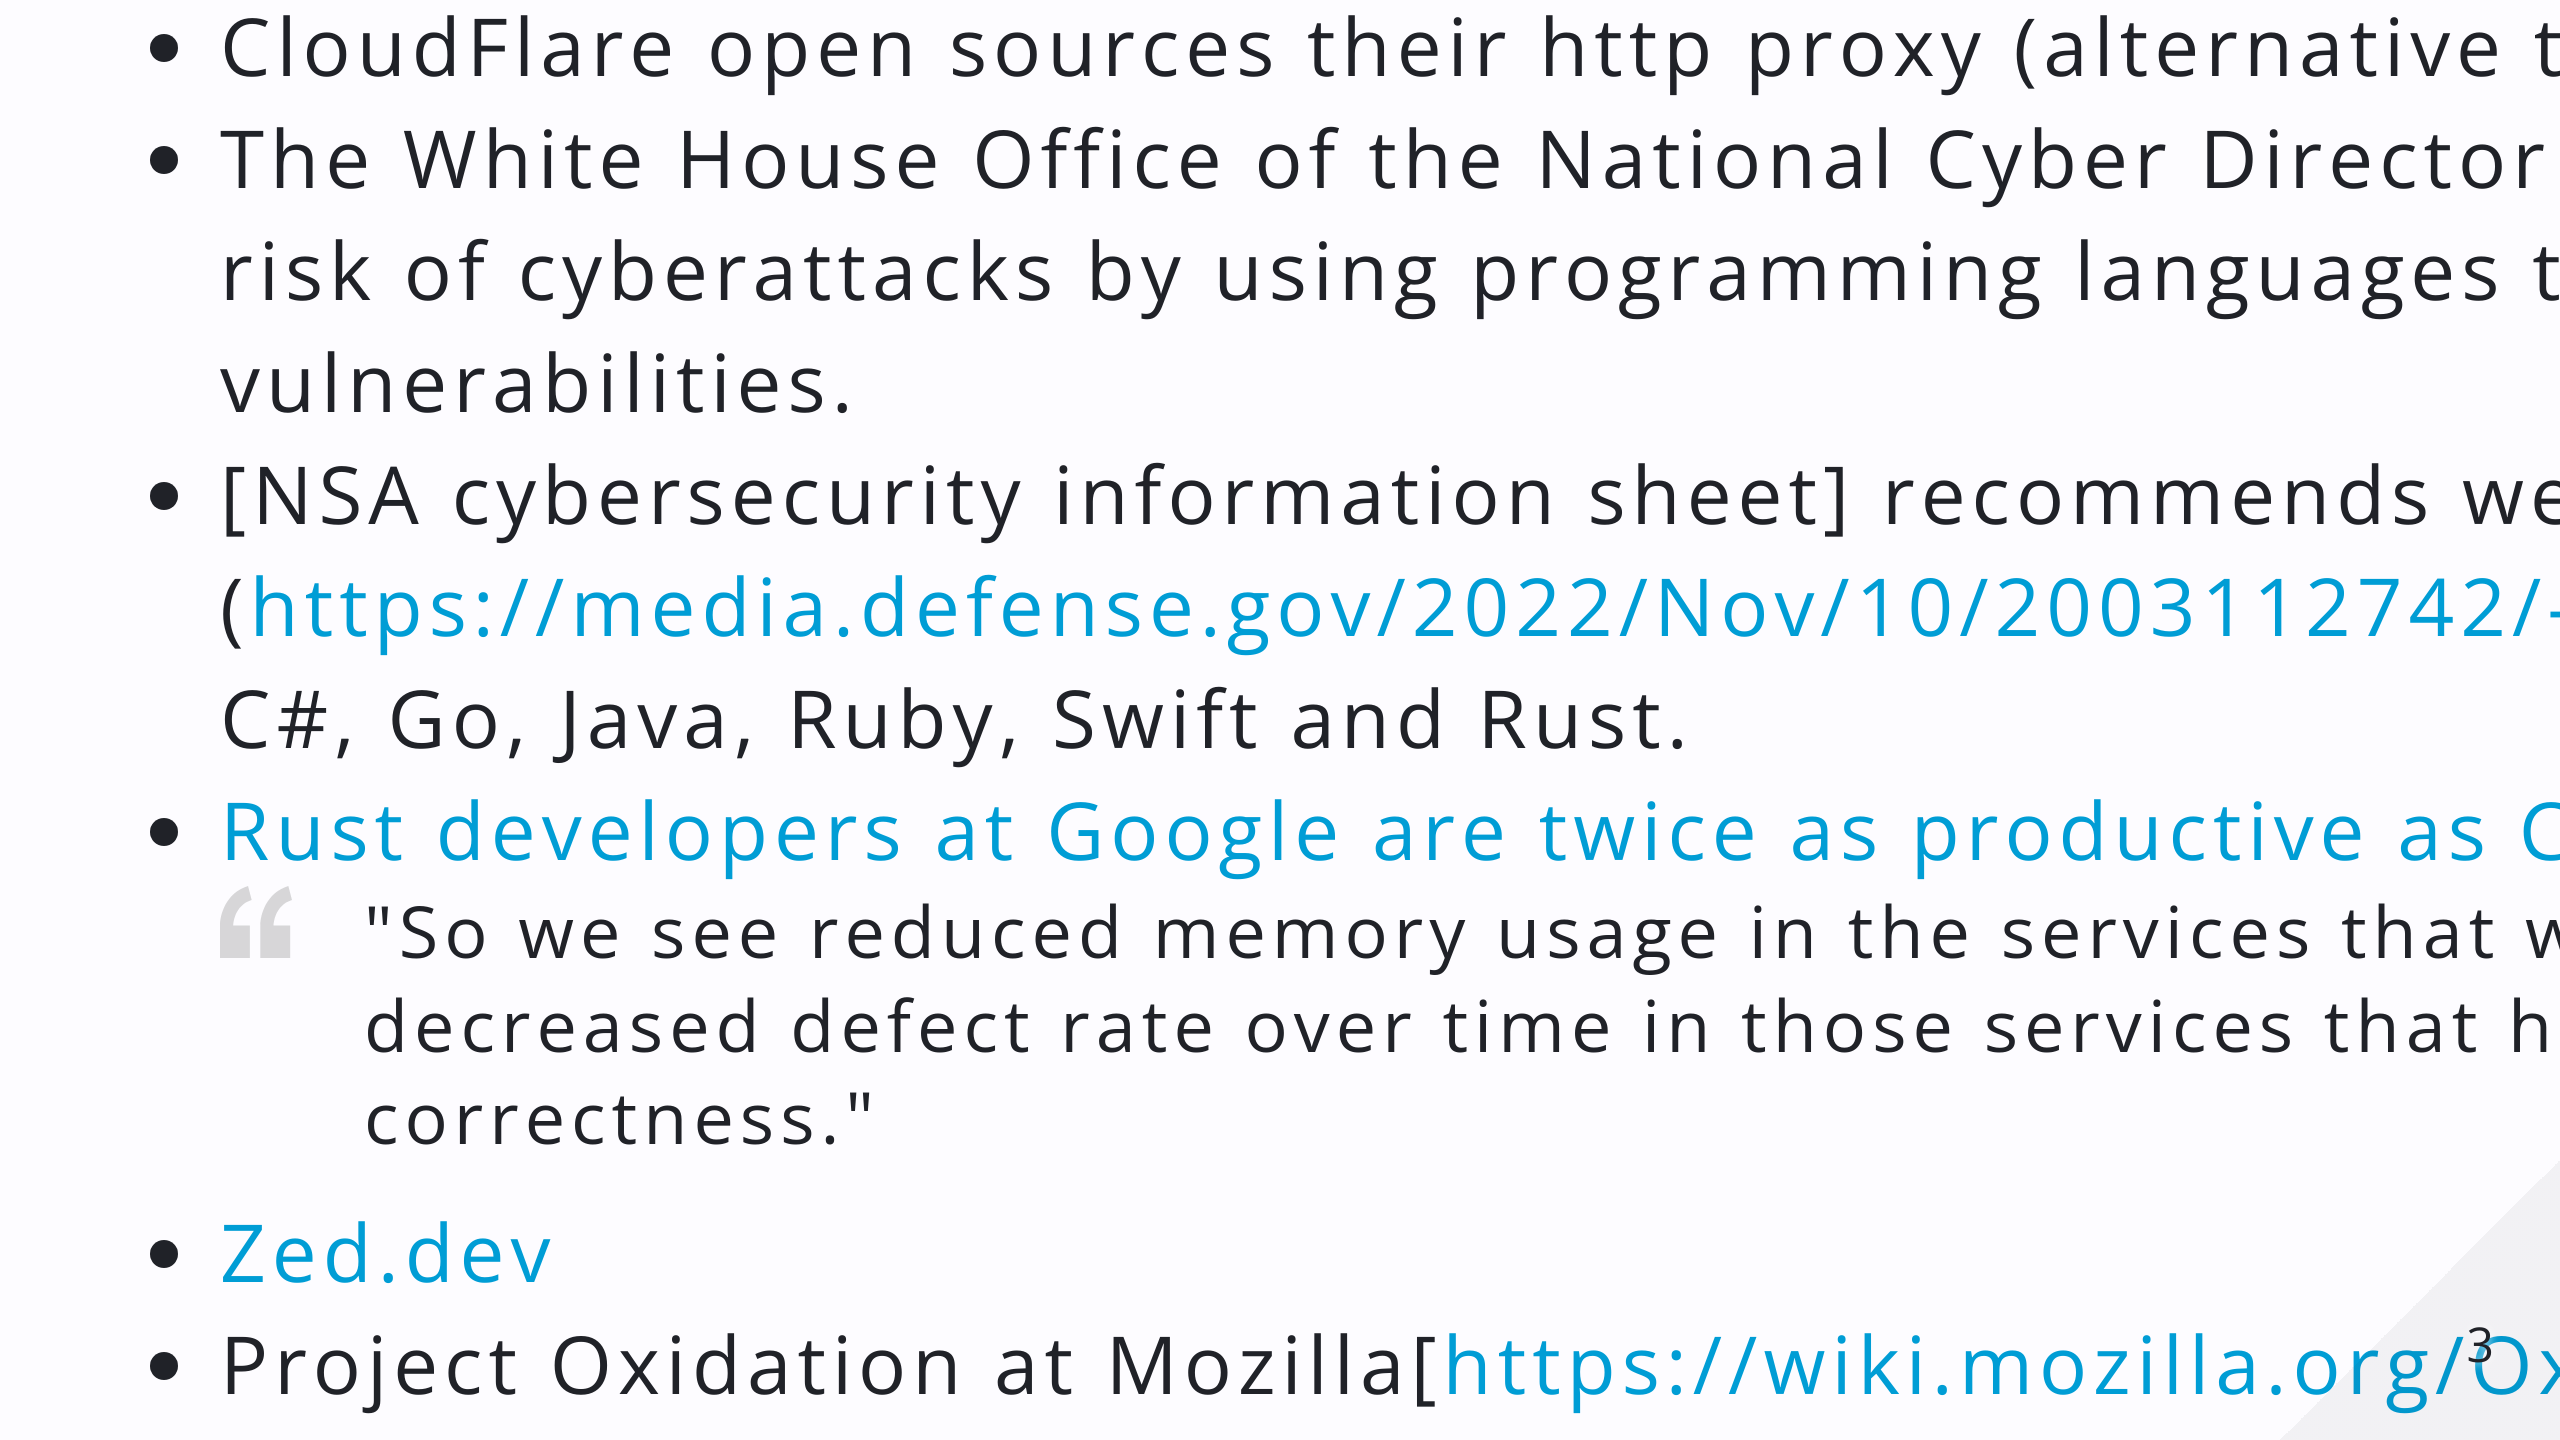 • CloudFlare open sources their http proxy (alternative
• The White House Office of the National Cyber Director
risk of cyberattacks by using programming languages
vulnerabilities.
• [NSA cybersecurity information sheet] recommends
(https://media.defense.gov/2022/Nov/10/2003112742/
C#, Go, Java, Ruby, Swift and Rust.
• Rust developers at Google are twice as productive as
"So we see reduced memory usage in the services that
decreased defect rate over time in those services that
correctness."
• Zed.dev
• Project Oxidation at Mozilla[https://wiki.mozilla.org/
3